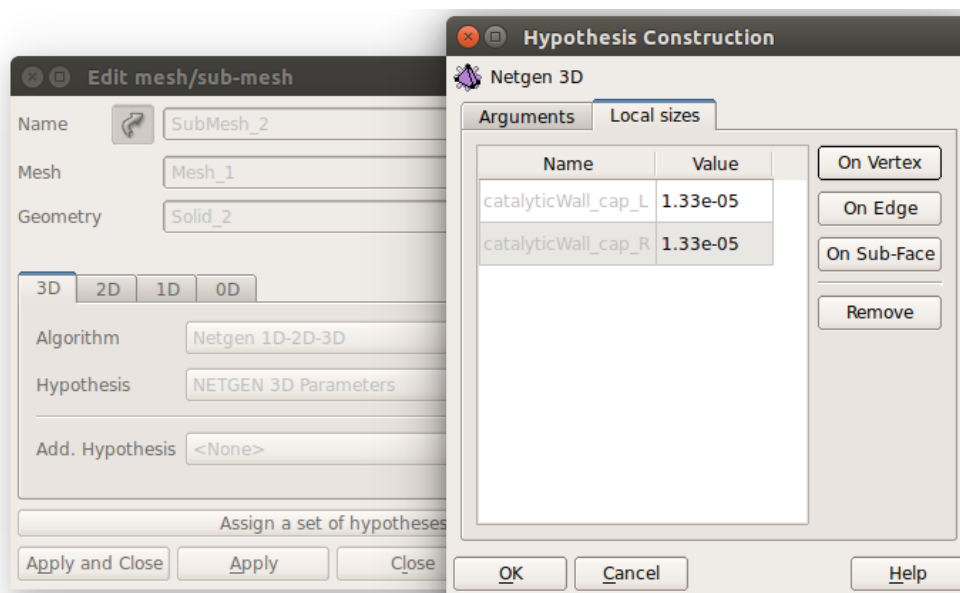 Edit mesh/sub-mesh
Name SubMesh_2
Mesh Mesh_1
Geometry Solid_2
3D 2D 1D 0D
Algorithm Netgen 1D-2D-3D
Hypothesis NETGEN 3D Parameters
Add. Hypothesis <None>
Assign a set of hypotheses
Apply and Close Apply Close
Hypothesis Construction
Netgen 3D
Arguments Local sizes
Name Value
catalyticWall_cap_L 1.33e-05
catalyticWall_cap_R 1.33e-05
On Vertex
On Edge
On Sub-Face
Remove
OK Cancel Help